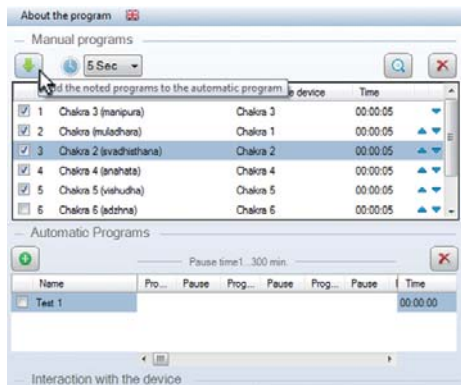 About the program
Manual programs
5 Sec
Add the noted programs to the automatic program
e device Time
1 Chakra 3 (manipura) Chakra 3 00:00:05
2 Chakra (muladhara) Chakra 1 00:00:05
3 Chakra 2 (svadhisthana) Chakra 2 00:00:05
4 Chakra 4 (anahata) Chakra 4 00:00:05
5 Chakra 5 (vishudha) Chakra 5 00:00:05
6 Chakra 6 (adzhna) Chakra 6 00:00:05
Automatic Programs
Pause time1...300 min.
Name Pro... Pause Prog... Pause Prog... Pause Time
Test 1 00:00:00
Interaction with the device